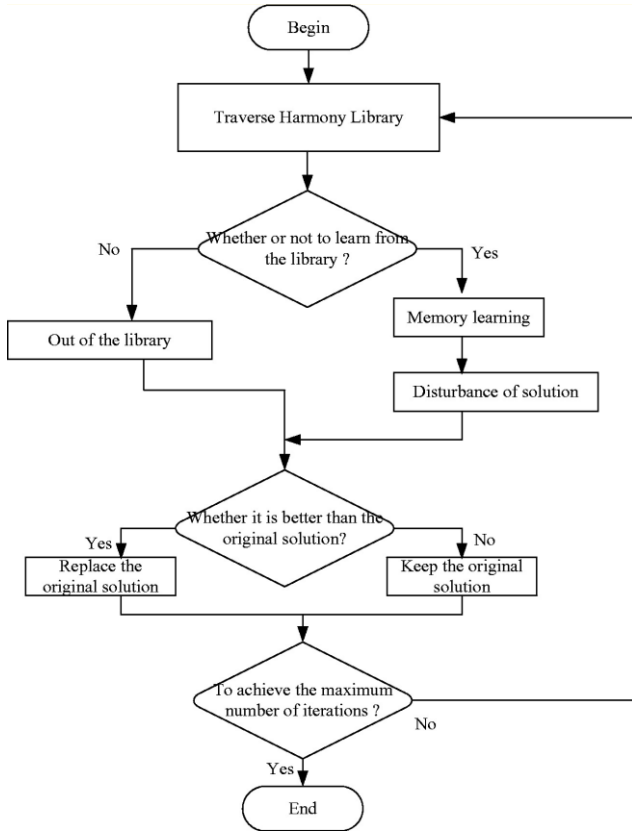 Begin
Traverse Harmony Library
Whether or not to learn from
the library ?
No
Yes
Out of the library
Memory learning
Disturbance of solution
Whether it is better than the
original solution?
Yes
No
Replace the
original solution
Keep the original
solution
To achieve the maximum
number of iterations ?
No
Yes
End